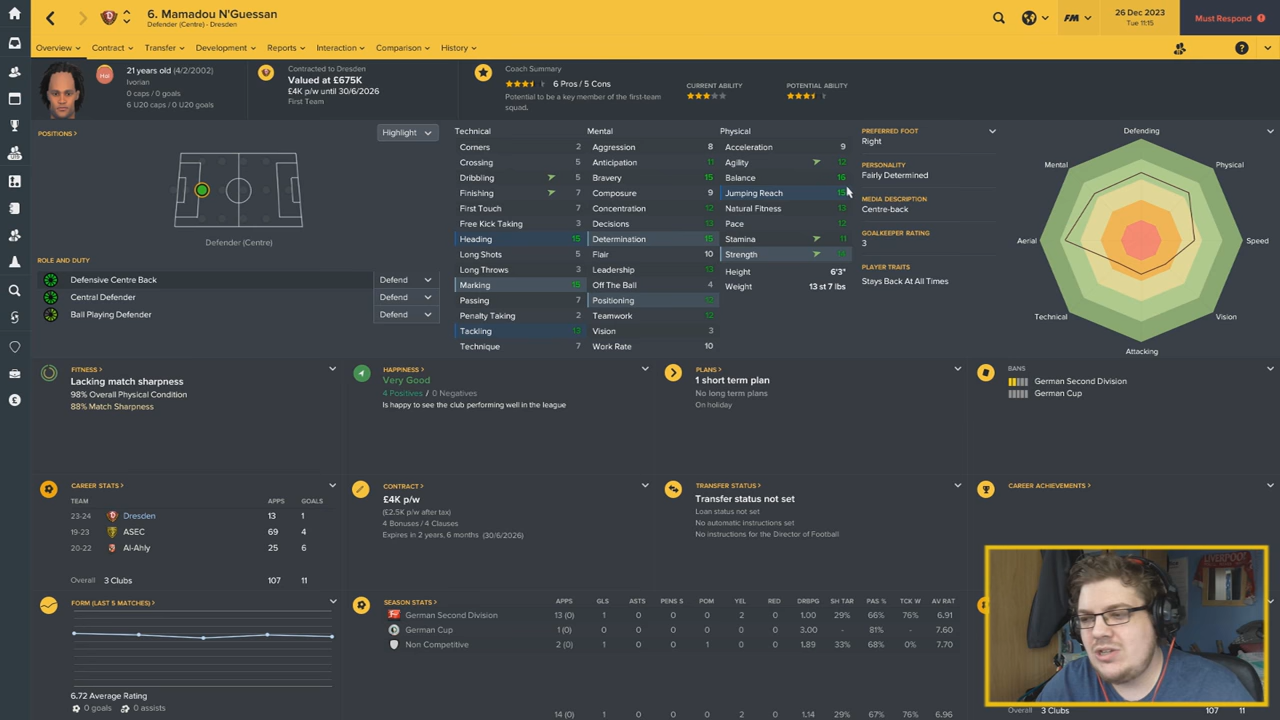 6. Mamadou N'Guessan
Defender (Centre) - Dresden
FM
26 Dec 2023
Tue 11:15
Must Respond
Overview Contract Transfer Development Reports Interaction Comparison History
Hol
21 years old (4/2/2002)
Ivorian
0 caps / 0 goals
6 U20 caps / 0 U20 goals
Contracted to Dresden
Valued at £675K
£4K p/w until 30/6/2026
First Team
Coach Summary
6 Pros / 5 Cons
Potential to be a key member of the first-team squad.
CURRENT ABILITY
POTENTIAL ABILITY
POSITIONS >
Highlight
Defender (Centre)
ROLE AND DUTY
Defensive Centre Back Defend
Central Defender Defend
Ball Playing Defender Defend
Technical
Corners 2
Crossing 5
Dribbling 5
Finishing 7
First Touch 7
Free Kick Taking 3
Heading 15
Long Shots 5
Long Throws 3
Marking 15
Passing 7
Penalty Taking 2
Tackling 13
Technique 7
Mental
Aggression 8
Anticipation 11
Bravery 15
Composure 9
Concentration 12
Decisions 13
Determination 15
Flair 10
Leadership 13
Off The Ball 4
Positioning 12
Teamwork 12
Vision 3
Work Rate 10
Physical
Acceleration 9
Agility 12
Balance 16
Jumping Reach 15
Natural Fitness 13
Pace 12
Stamina 11
Strength
Height 6'3"
Weight 13 st 7 lbs
PREFERRED FOOT
Right
PERSONALITY
Fairly Determined
MEDIA DESCRIPTION
Centre-back
GOALKEEPER RATING
3
PLAYER TRAITS
Stays Back At All Times
Defending
Physical
Speed
Vision
Attacking
Technical
Aerial
Mental
FITNESS >
Lacking match sharpness
98% Overall Physical Condition
88% Match Sharpness
HAPPINESS >
Very Good
4 Positives / 0 Negatives
Is happy to see the club performing well in the league
PLANS >
1 short term plan
No long term plans
On holiday
BANS
German Second Division
German Cup
CAREER STATS >
TEAM APPS GOALS
23-24 Dresden 13 1
19-23 ASEC 69 4
20-22 Al-Ahly 25 6
Overall 3 Clubs 107 11
CONTRACT >
£4K p/w
(£2.5K p/w after tax)
4 Bonuses / 4 Clauses
Expires in 2 years, 6 months (30/6/2026)
TRANSFER STATUS >
Transfer status not set
Loan status not set
No automatic instructions set
No instructions for the Director of Football
CAREER ACHIEVEMENTS >
FORM (LAST 5 MATCHES) >
6.72 Average Rating
0 goals 0 assists
SEASON STATS >
APPS GLS ASTS PENS S POM YEL RED DRBPG SH TAR PAS % TCK W AV RAT
German Second Division 13 (0) 1 0 0 0 2 0 1.00 29% 66% 76% 6.91
German Cup 1 (0) 0 0 0 0 0 0 3.00 - 81% - 7.60
Non Competitive 2 (0) 1 0 0 1 0 0 1.89 33% 68% 0% 7.70
14 (0) 1 0 0 0 2 0 1.14 29% 67% 76% 6.96
LIVERPOOL
Overall 3 Clubs 107 11